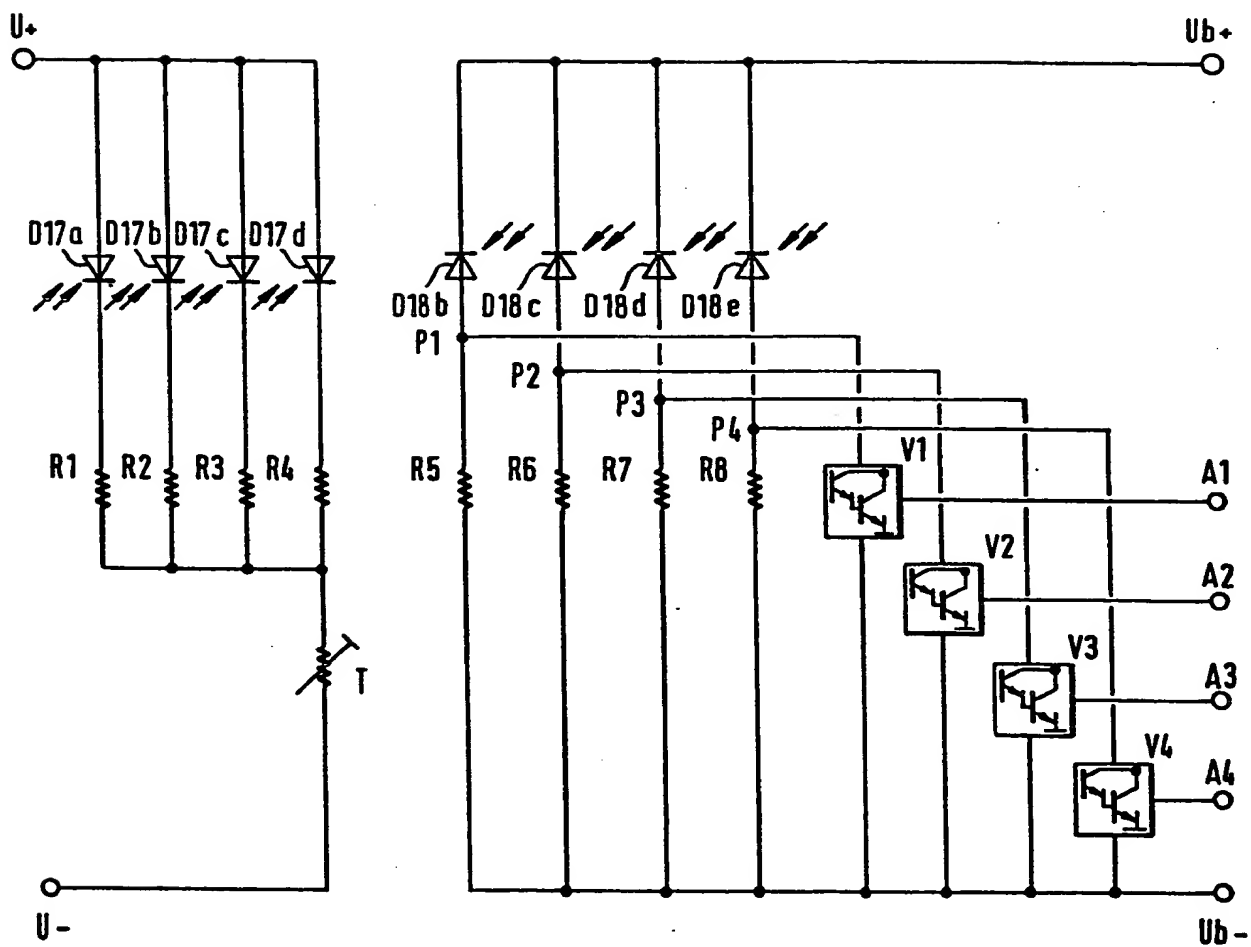 U+
Ub+
D17a D17b D17c D17d
D18b D18c D18d D18e
P1
P2
P3
P4
R1 R2 R3 R4 R5 R6 R7 R8
V1
A1
V2
A2
T
V3
A3
V4
A4
U-
Ub-